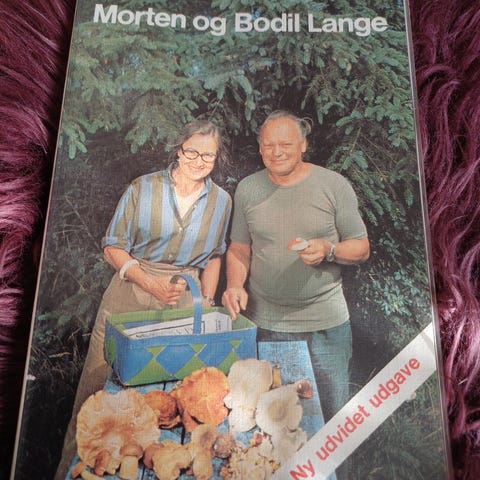 Morten og Bodil Lange
Ny udvidet udgave